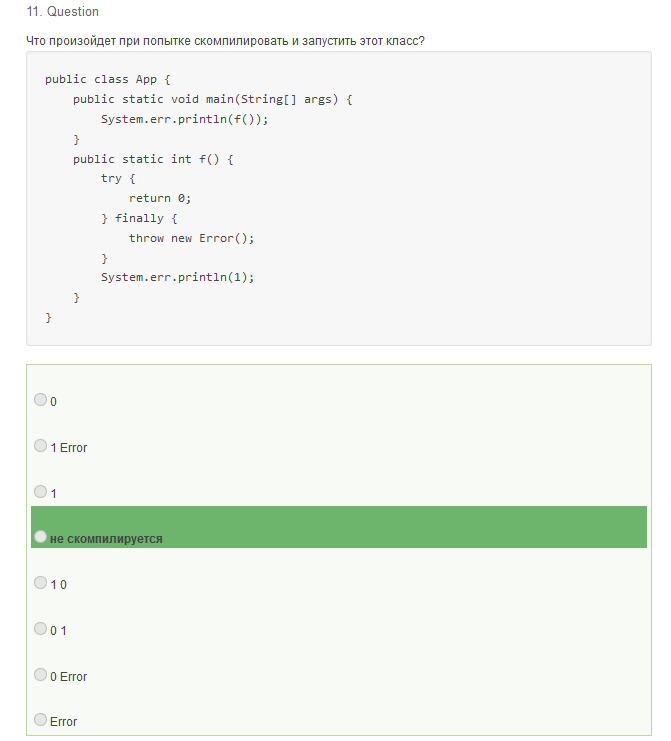 11. Question
Что произойдет при попытке скомпилировать и запустить этот класс?
public class App {
    public static void main(String[] args) {
        System.err.println(f());
    }
    public static int f() {
        try {
            return 0;
        } finally {
            throw new Error();
        }
        System.err.println(1);
    }
}
0
1 Error
1
не скомпилируется
1 0
0 1
0 Error
Error